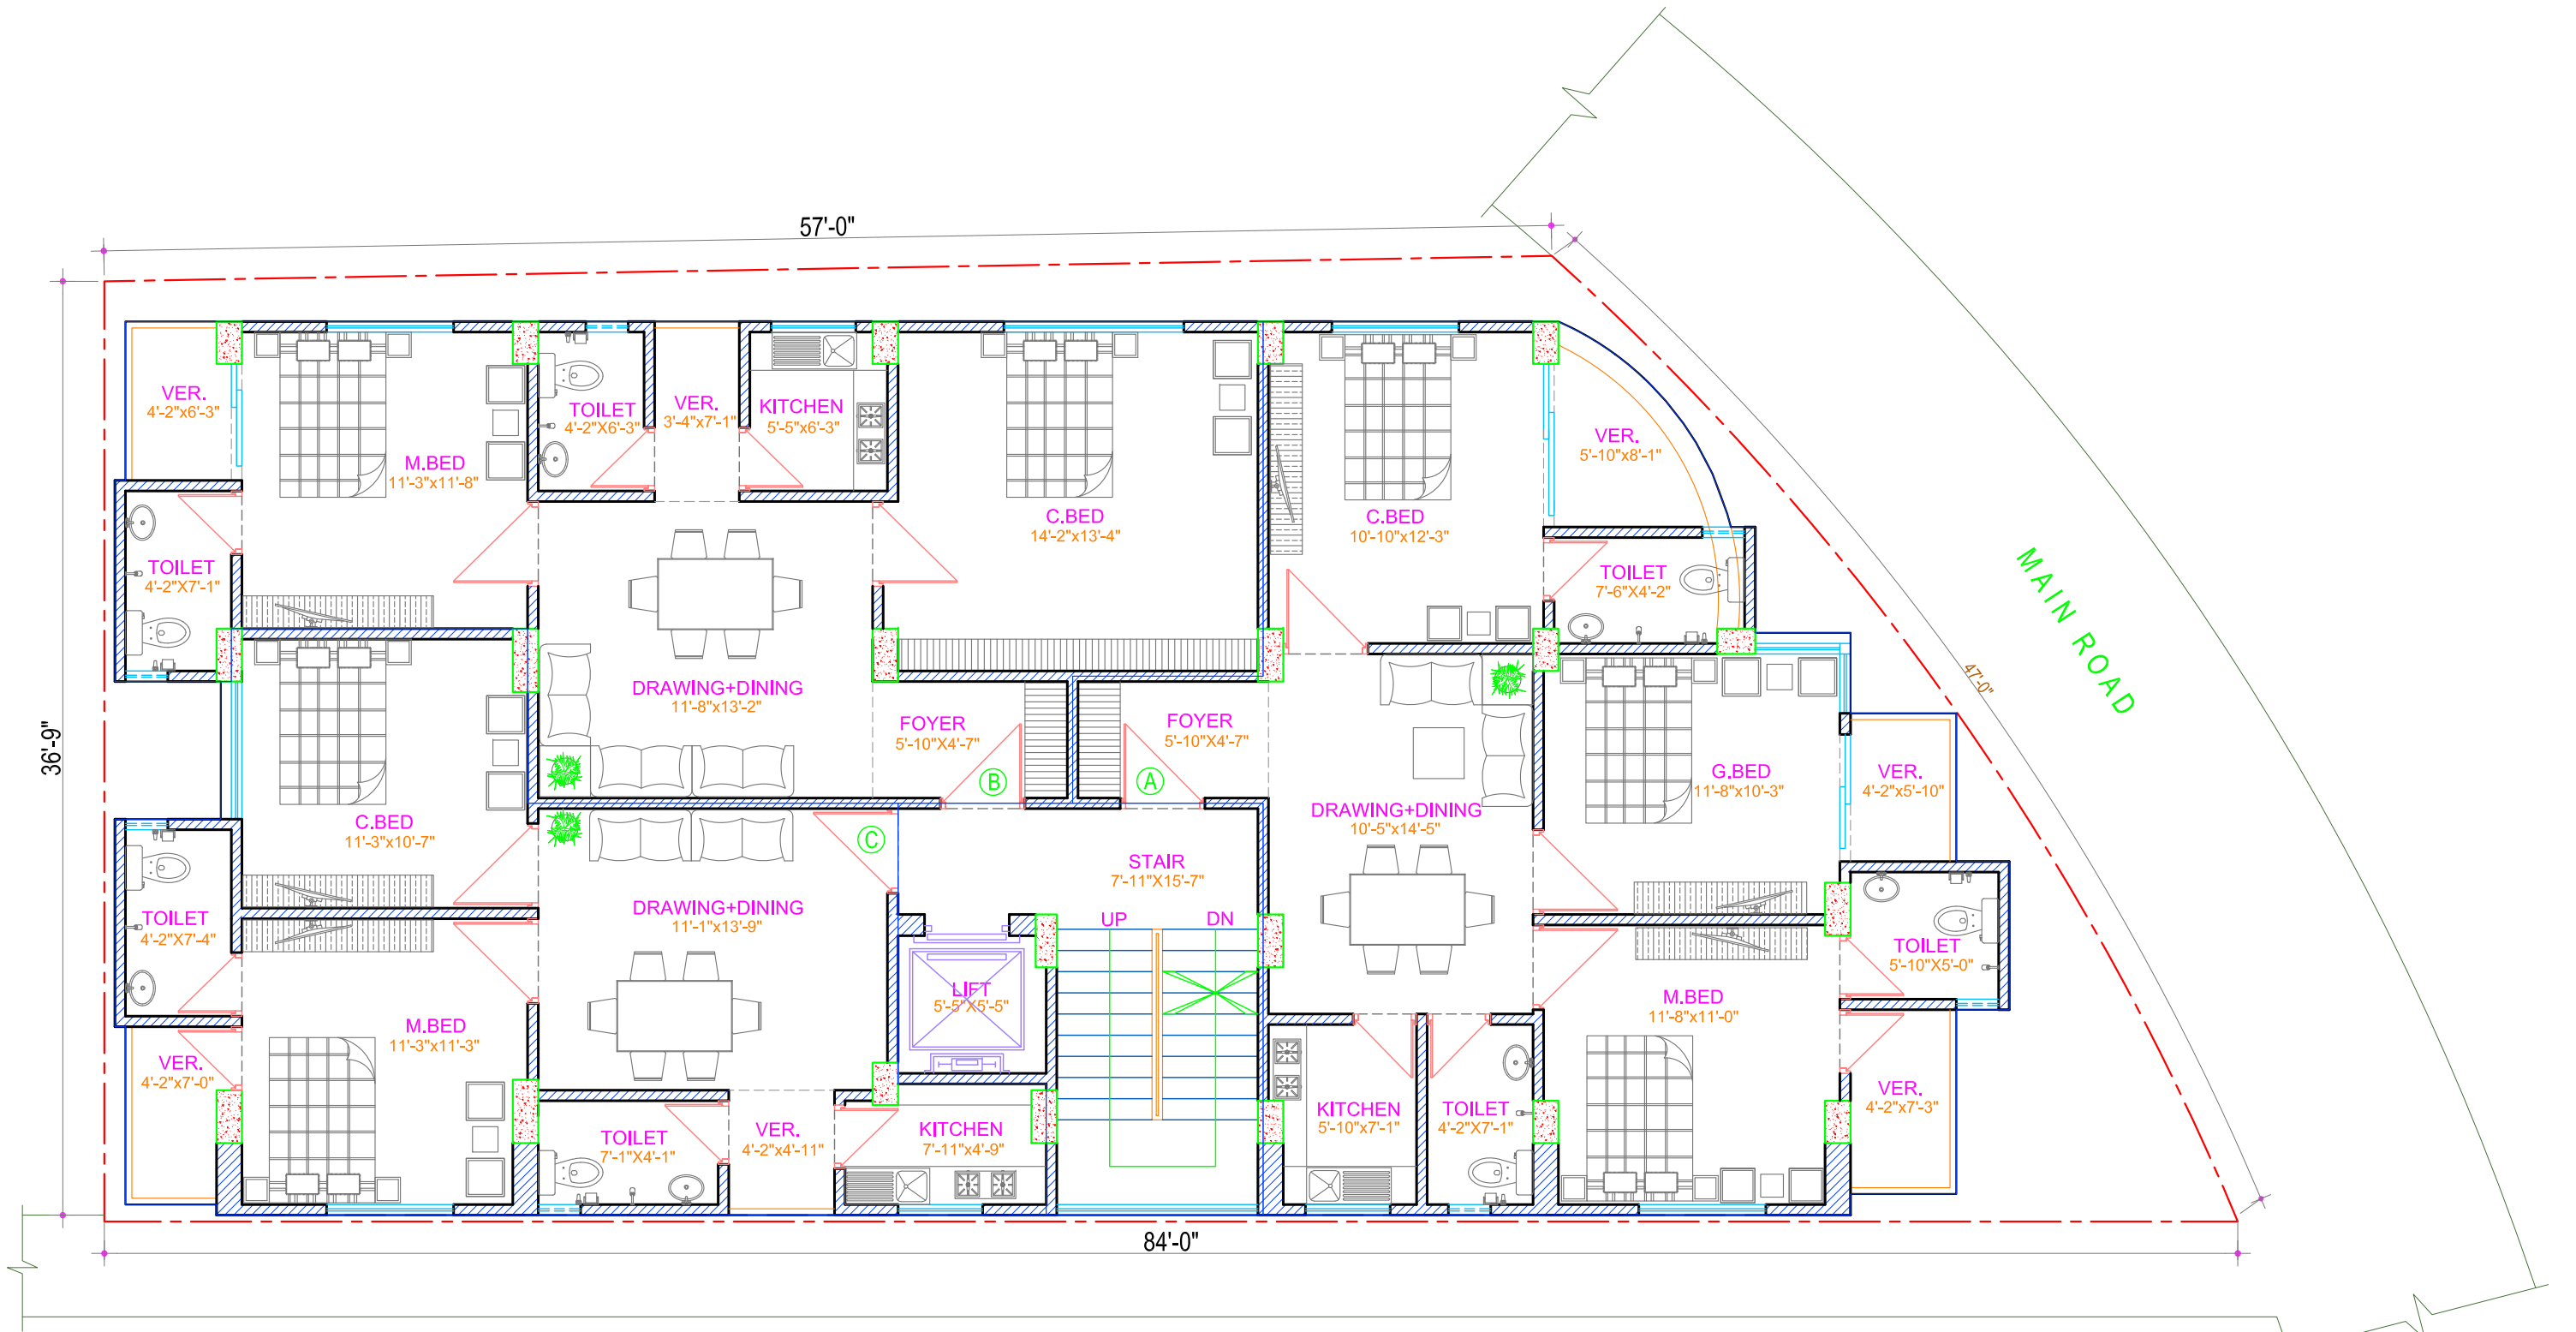 57'-0"
36'-9"
84'-0"
47'-0"
MAIN ROAD
VER.
4'-2"x6'-3"
M.BED
11'-3"x11'-8"
TOILET
4'-2"X6'-3"
VER.
3'-4"x7'-1"
KITCHEN
5'-5"x6'-3"
C.BED
14'-2"x13'-4"
C.BED
10'-10"x12'-3"
VER.
5'-10"x8'-1"
TOILET
4'-2"X7'-1"
TOILET
7'-6"X4'-2"
DRAWING+DINING
11'-8"x13'-2"
FOYER
5'-10"X4'-7"
B
FOYER
5'-10"X4'-7"
A
G.BED
11'-8"x10'-3"
VER.
4'-2"x5'-10"
C.BED
11'-3"x10'-7"
C
DRAWING+DINING
10'-5"x14'-5"
STAIR
7'-11"X15'-7"
UP
DN
TOILET
4'-2"X7'-4"
DRAWING+DINING
11'-1"x13'-9"
TOILET
5'-10"X5'-0"
LIFT
5'-5"X5'-5"
M.BED
11'-3"x11'-3"
M.BED
11'-8"x11'-0"
VER.
4'-2"x7'-0"
TOILET
7'-1"X4'-1"
VER.
4'-2"x4'-11"
KITCHEN
7'-11"x4'-9"
KITCHEN
5'-10"x7'-1"
TOILET
4'-2"X7'-1"
VER.
4'-2"x7'-3"